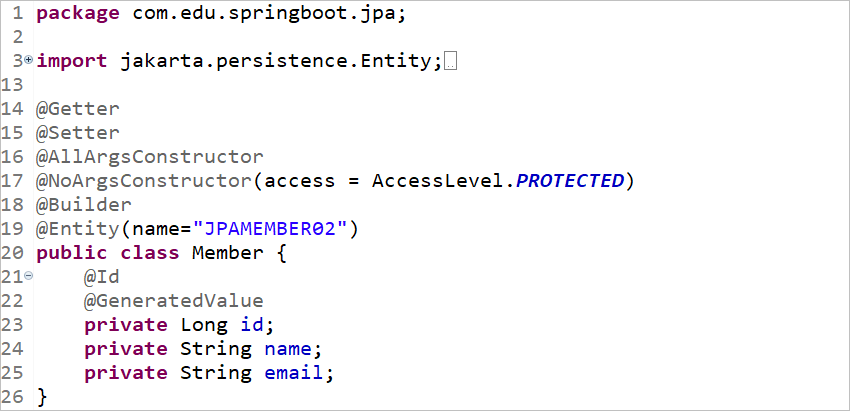 1 package com.edu.springboot.jpa;
2
3 import jakarta.persistence.Entity;
13
14 @Getter
15 @Setter
16 @AllArgsConstructor
17 @NoArgsConstructor(access = AccessLevel.PROTECTED)
18 @Builder
19 @Entity(name="JPAMEMBER02")
20 public class Member {
21     @Id
22     @GeneratedValue
23     private Long id;
24     private String name;
25     private String email;
26 }